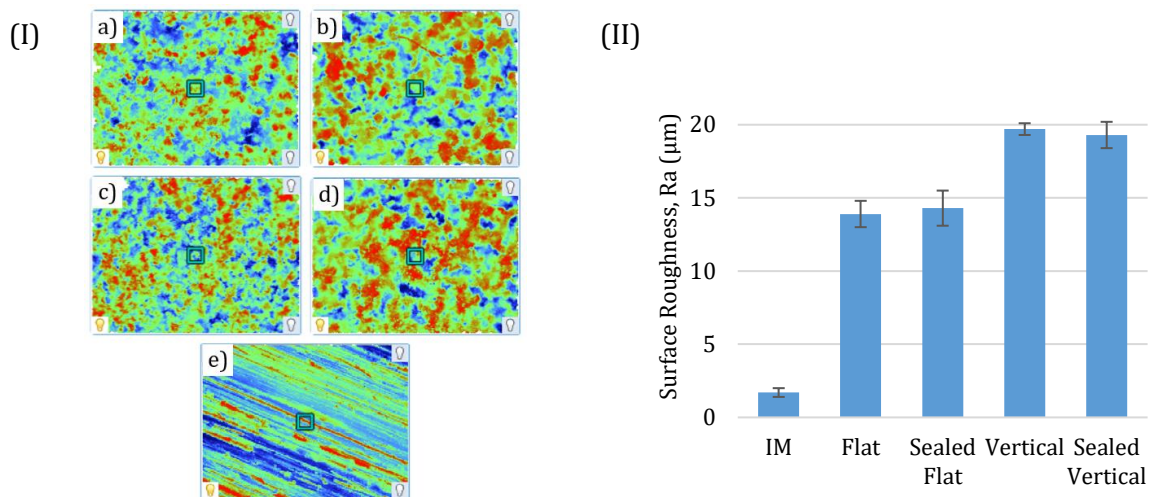 (I)
a)
b)
c)
d)
e)
(II)
Surface Roughness, Ra (µm)
20
15
10
5
0
IM
Flat
Sealed
Flat
Vertical
Sealed
Vertical